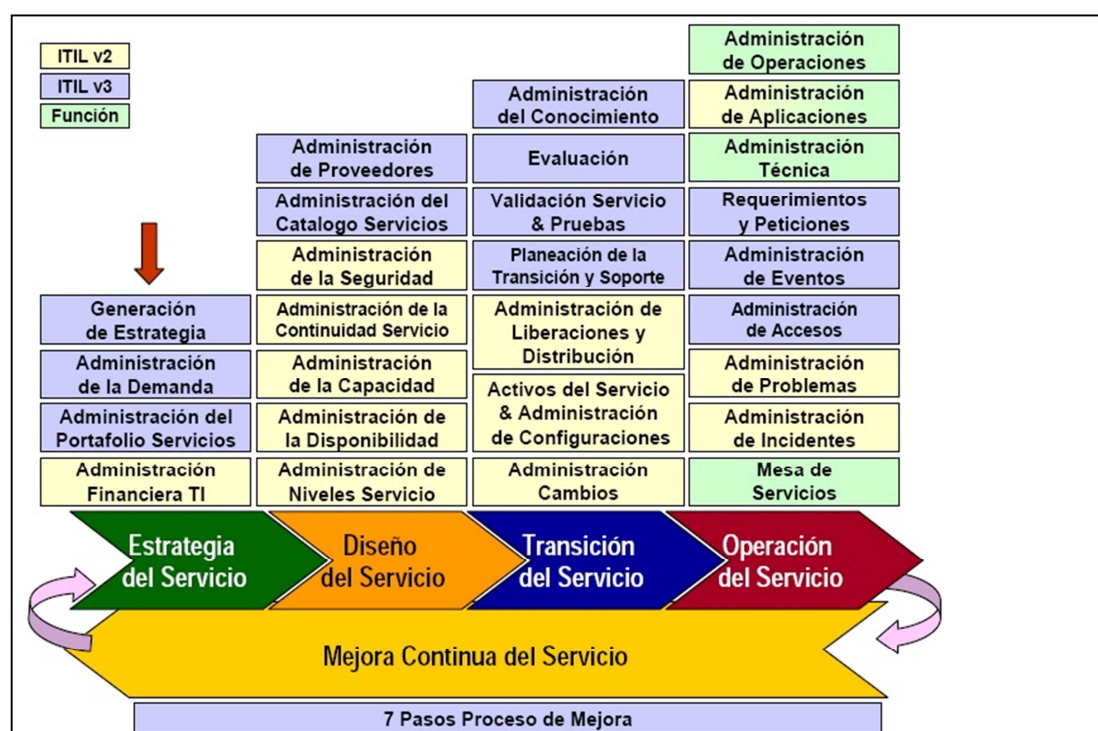 ITIL v2
ITIL v3
Función
Generación
de Estrategia
Administración
de la Demanda
Administración del
Portafolio Servicios
Administración
Financiera TI
Administración
de Proveedores
Administración del
Catalogo Servicios
Administración
de la Seguridad
Administración de la
Continuidad Servicio
Administración
de la Capacidad
Administración de
la Disponibilidad
Administración de
Niveles Servicio
Administración
del Conocimiento
Evaluación
Validación Servicio
& Pruebas
Planeación de la
Transición y Soporte
Administración de
Liberaciones y
Distribución
Activos del Servicio
& Administración
de Configuraciones
Administración
Cambios
Administración
de Operaciones
Administración
de Aplicaciones
Administración
Técnica
Requerimientos
y Peticiones
Administración
de Eventos
Administración
de Accesos
Administración
de Problemas
Administración
de Incidentes
Mesa de
Servicios
Estrategia
del Servicio
Diseño
del Servicio
Transición
del Servicio
Operación
del Servicio
Mejora Continua del Servicio
7 Pasos Proceso de Mejora